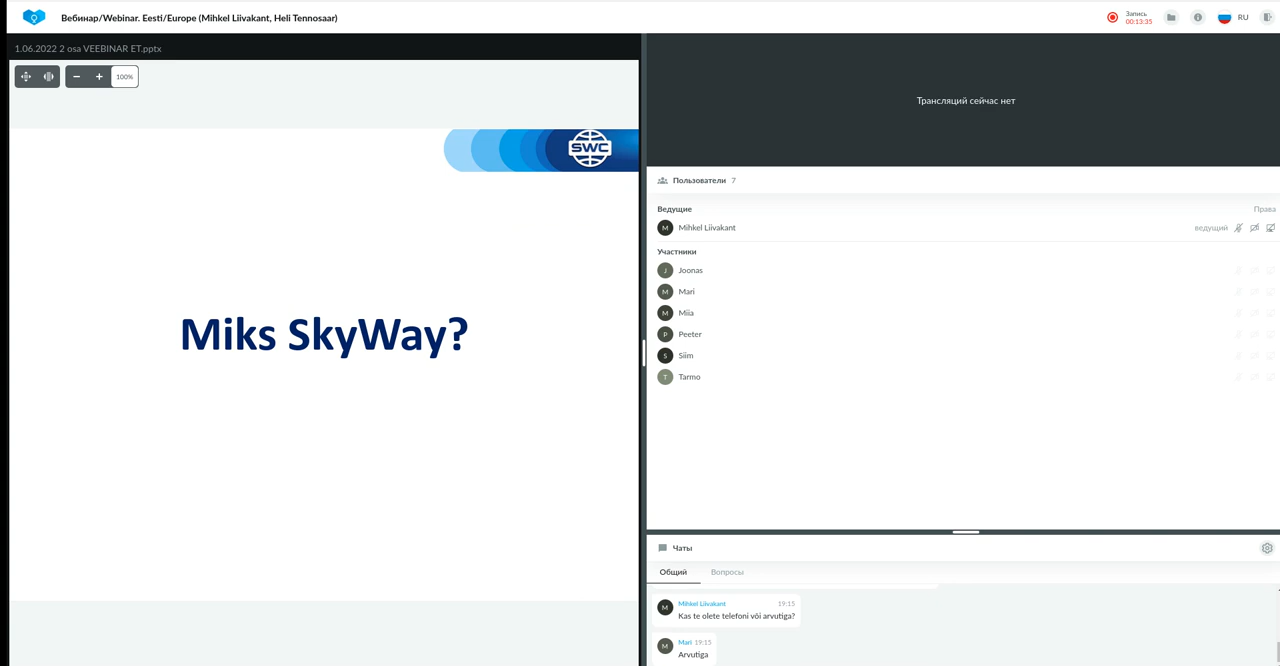 Вебинар/Webinar. Eesti/Europe (Mihkel Liivakant, Heli Tennosaar)
Запись
00:13:35
RU
1.06.2022 2 osa VEEBINAR ET.pptx
100%
SWC
Miks SkyWay?
Трансляций сейчас нет
Пользователи 7
Ведущие Права
M Mihkel Liivakant ведущий
Участники
J Joonas
M Mari
M Miia
P Peeter
S Siim
T Tarmo
Чаты
Общий Вопросы
M Mihkel Liivakant 19:15
Kas te olete telefoni või arvutiga?
M Mari 19:15
Arvutiga